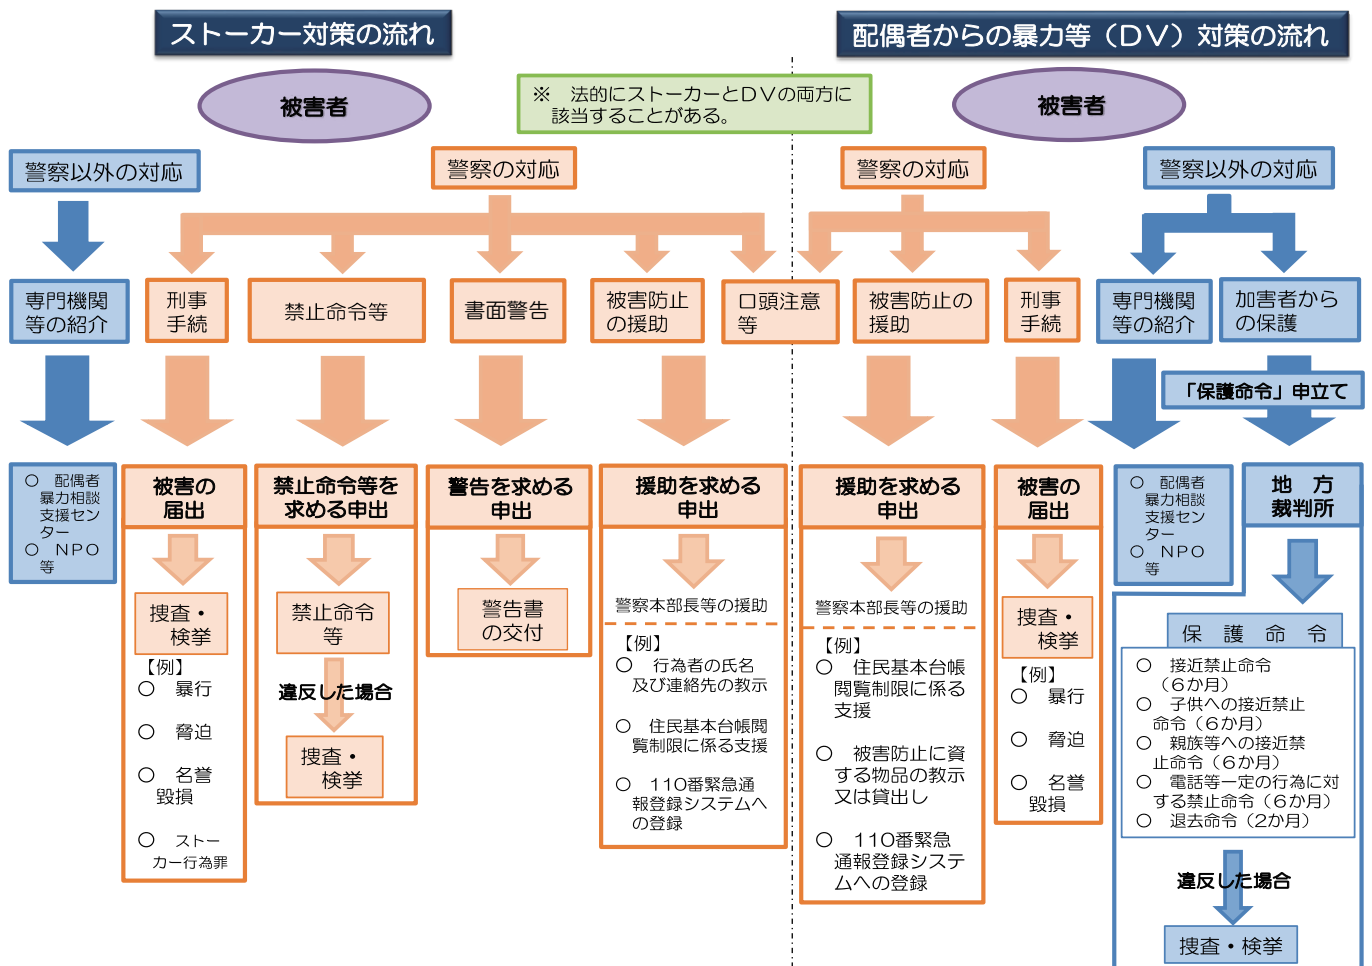 ストーカー対策の流れ
配偶者からの暴力等（ＤＶ）対策の流れ
被害者
※　法的にストーカーとＤＶの両方に
該当することがある。
被害者
警察以外の対応
警察の対応
警察の対応
警察以外の対応
専門機関
等の紹介
刑事
手続
禁止命令等
書面警告
被害防止
の援助
口頭注意
等
被害防止の
援助
刑事
手続
専門機関
等の紹介
加害者から
の保護
「保護命令」申立て
○　配偶者
暴力相談
支援セン
ター
○　ＮＰＯ
等
被害の
届出
捜査・
検挙
【例】
○　暴行
○　脅迫
○　名誉
毀損
○　ストー
カー行為罪
禁止命令等を
求める申出
禁止命令
等
違反した場合
捜査・
検挙
警告を求める
申出
警告書
の交付
援助を求める
申出
警察本部長等の援助
【例】
○　行為者の氏名
及び連絡先の教示
○　住民基本台帳閲
覧制限に係る支援
○　110番緊急通
報登録システムへ
の登録
援助を求める
申出
警察本部長等の援助
【例】
○　住民基本台帳
閲覧制限に係る
支援
○　被害防止に資
する物品の教示
又は貸出し
○　110番緊急
通報登録システ
ムへの登録
被害の
届出
捜査・
検挙
【例】
○　暴行
○　脅迫
○　名誉
毀損
○　配偶者
暴力相談
支援セン
ター
○　ＮＰＯ
等
地　方
裁判所
保　護　命　令
○　接近禁止命令
（6か月）
○　子供への接近禁止
命令（6か月）
○　親族等への接近禁
止命令（6か月）
○　電話等一定の行為に対
する禁止命令（6か月）
○　退去命令（2か月）
違反した場合
捜査・検挙